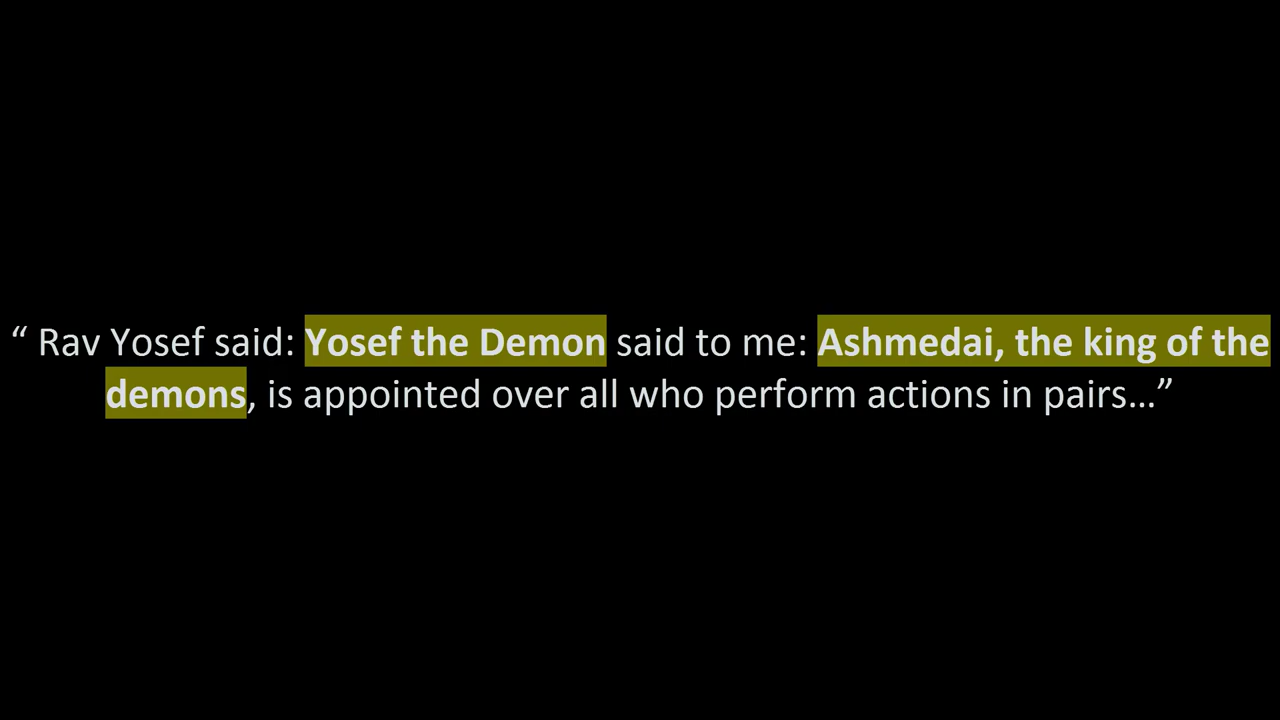 “ Rav Yosef said: Yosef the Demon said to me: Ashmedai, the king of the
demons, is appointed over all who perform actions in pairs…”